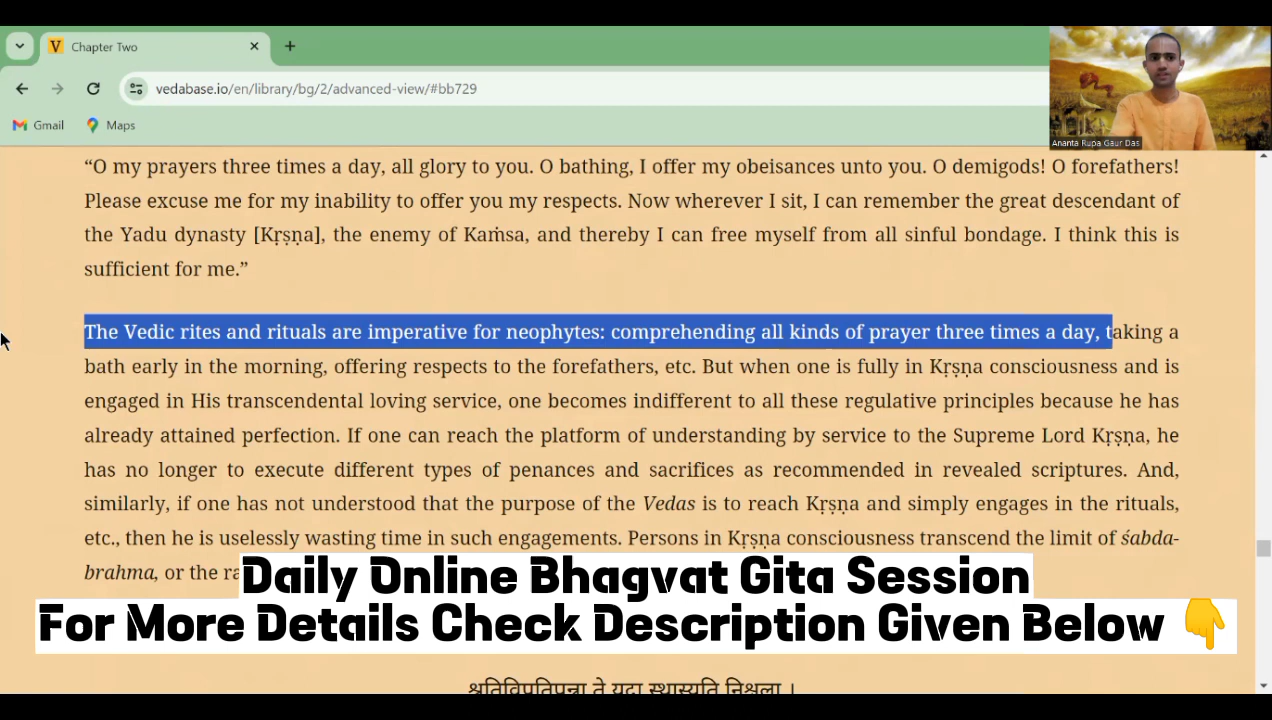 V Chapter Two
vedabase.io/en/library/bg/2/advanced-view/#bb729
Gmail Maps
Ananta Rupa Gaur Das
“O my prayers three times a day, all glory to you. O bathing, I offer my obeisances unto you. O demigods! O forefathers!
Please excuse me for my inability to offer you my respects. Now wherever I sit, I can remember the great descendant of
the Yadu dynasty [Kṛṣṇa], the enemy of Kaṁsa, and thereby I can free myself from all sinful bondage. I think this is
sufficient for me.”
The Vedic rites and rituals are imperative for neophytes: comprehending all kinds of prayer three times a day, taking a
bath early in the morning, offering respects to the forefathers, etc. But when one is fully in Kṛṣṇa consciousness and is
engaged in His transcendental loving service, one becomes indifferent to all these regulative principles because he has
already attained perfection. If one can reach the platform of understanding by service to the Supreme Lord Kṛṣṇa, he
has no longer to execute different types of penances and sacrifices as recommended in revealed scriptures. And,
similarly, if one has not understood that the purpose of the Vedas is to reach Kṛṣṇa and simply engages in the rituals,
etc., then he is uselessly wasting time in such engagements. Persons in Kṛṣṇa consciousness transcend the limit of śabda-
brahma, or the
Daily Online Bhagvat Gita Session
For More Details Check Description Given Below 👇
श्रुतिविप्रतिपन्ना ते यदा स्थास्यति निश्चला ।